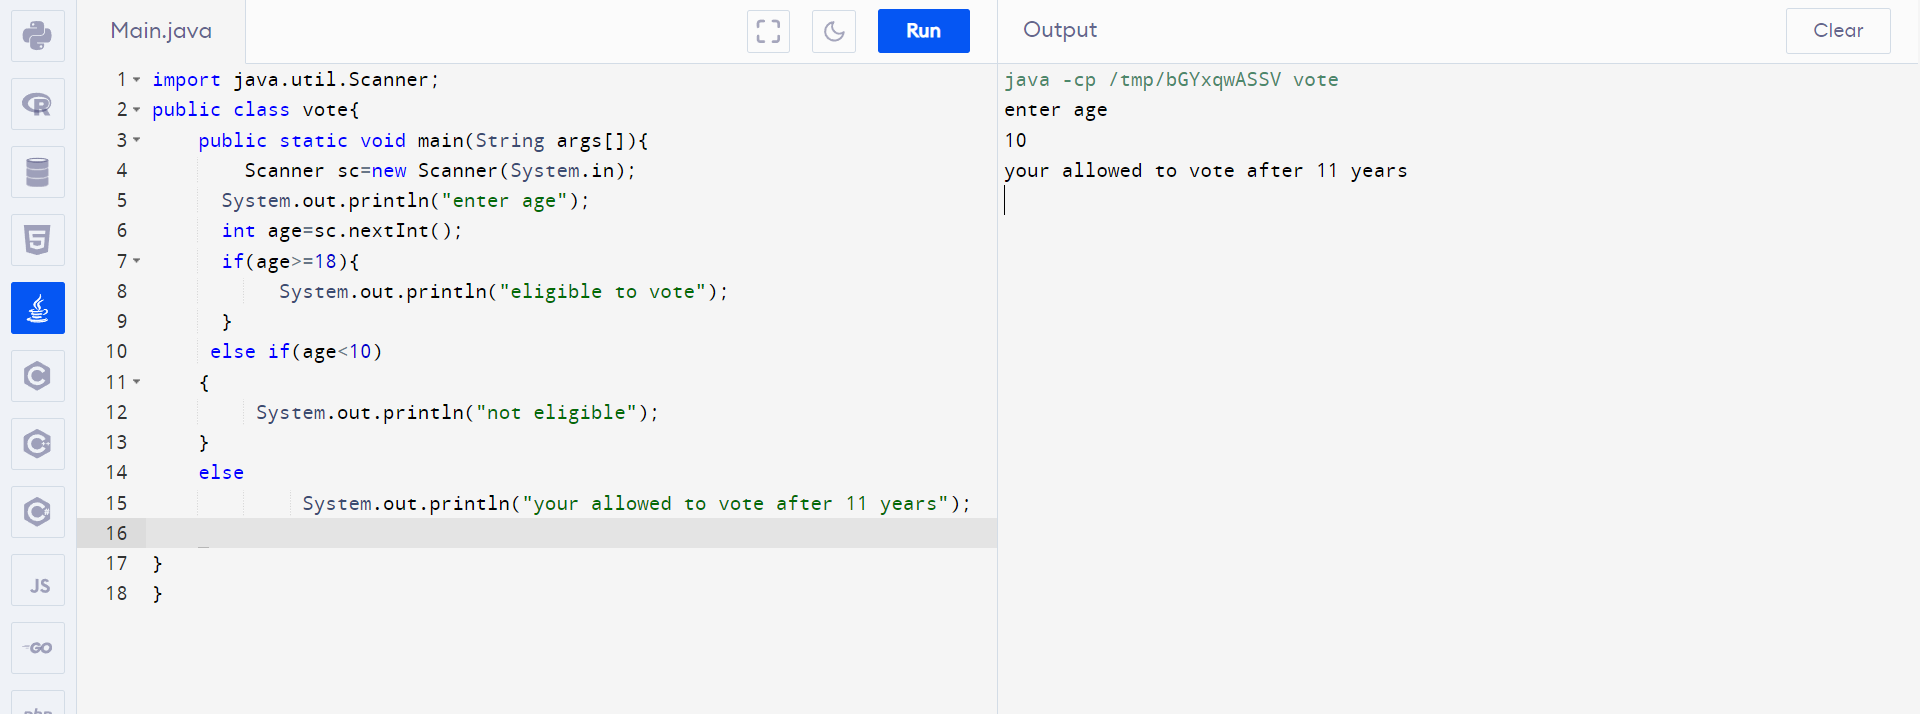 Main.java
Run
Output
Clear
1 import java.util.Scanner;
2 public class vote{
3 public static void main(String args[]){
4 Scanner sc=new Scanner(System.in);
5 System.out.println("enter age");
6 int age=sc.nextInt();
7 if(age>=18){
8 System.out.println("eligible to vote");
9 }
10 else if(age<10)
11 {
12 System.out.println("not eligible");
13 }
14 else
15 System.out.println("your allowed to vote after 11 years");
16
17 }
18 }
java -cp /tmp/bGYxqwASSV vote
enter age
10
your allowed to vote after 11 years
R
5
C
C++
C#
JS
GO
php